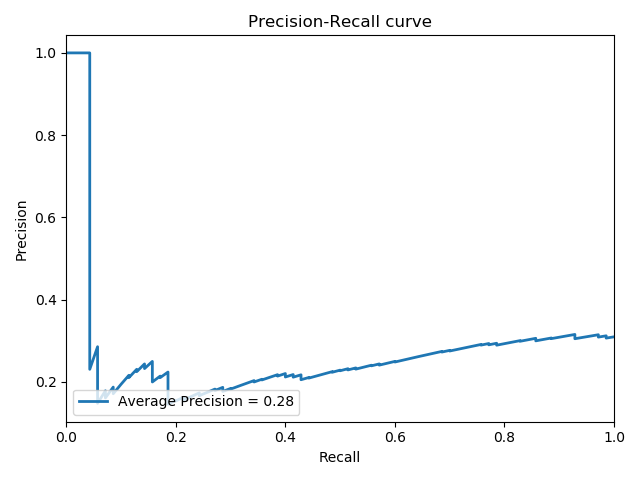 Precision-Recall curve
1.0
0.8
0.6
0.4
0.2
Precision
Average Precision = 0.28
0.0 0.2 0.4 0.6 0.8 1.0
Recall